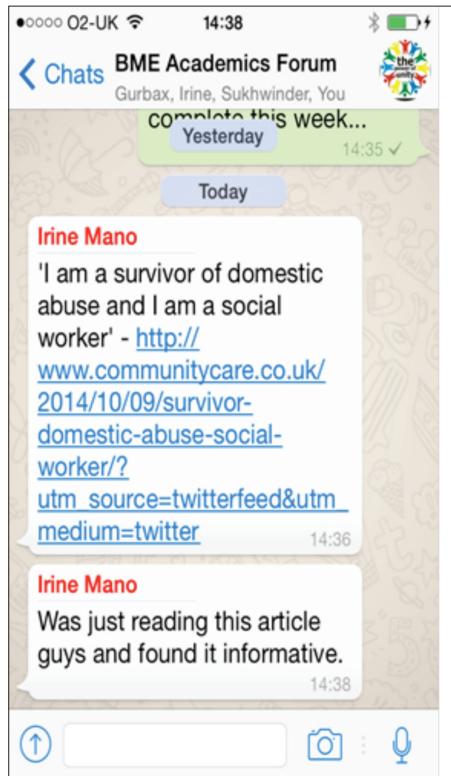 O2-UK 14:38
Chats BME Academics Forum
Gurbax, Irine, Sukhwinder, You
the
unity
complete this week...
14:35
Yesterday
Today
Irine Mano
'I am a survivor of domestic
abuse and I am a social
worker' - http://
www.communitycare.co.uk/
2014/10/09/survivor-
domestic-abuse-social-
worker/?
utm_source=twitterfeed&utm_
medium=twitter
14:36
Irine Mano
Was just reading this article
guys and found it informative.
14:38